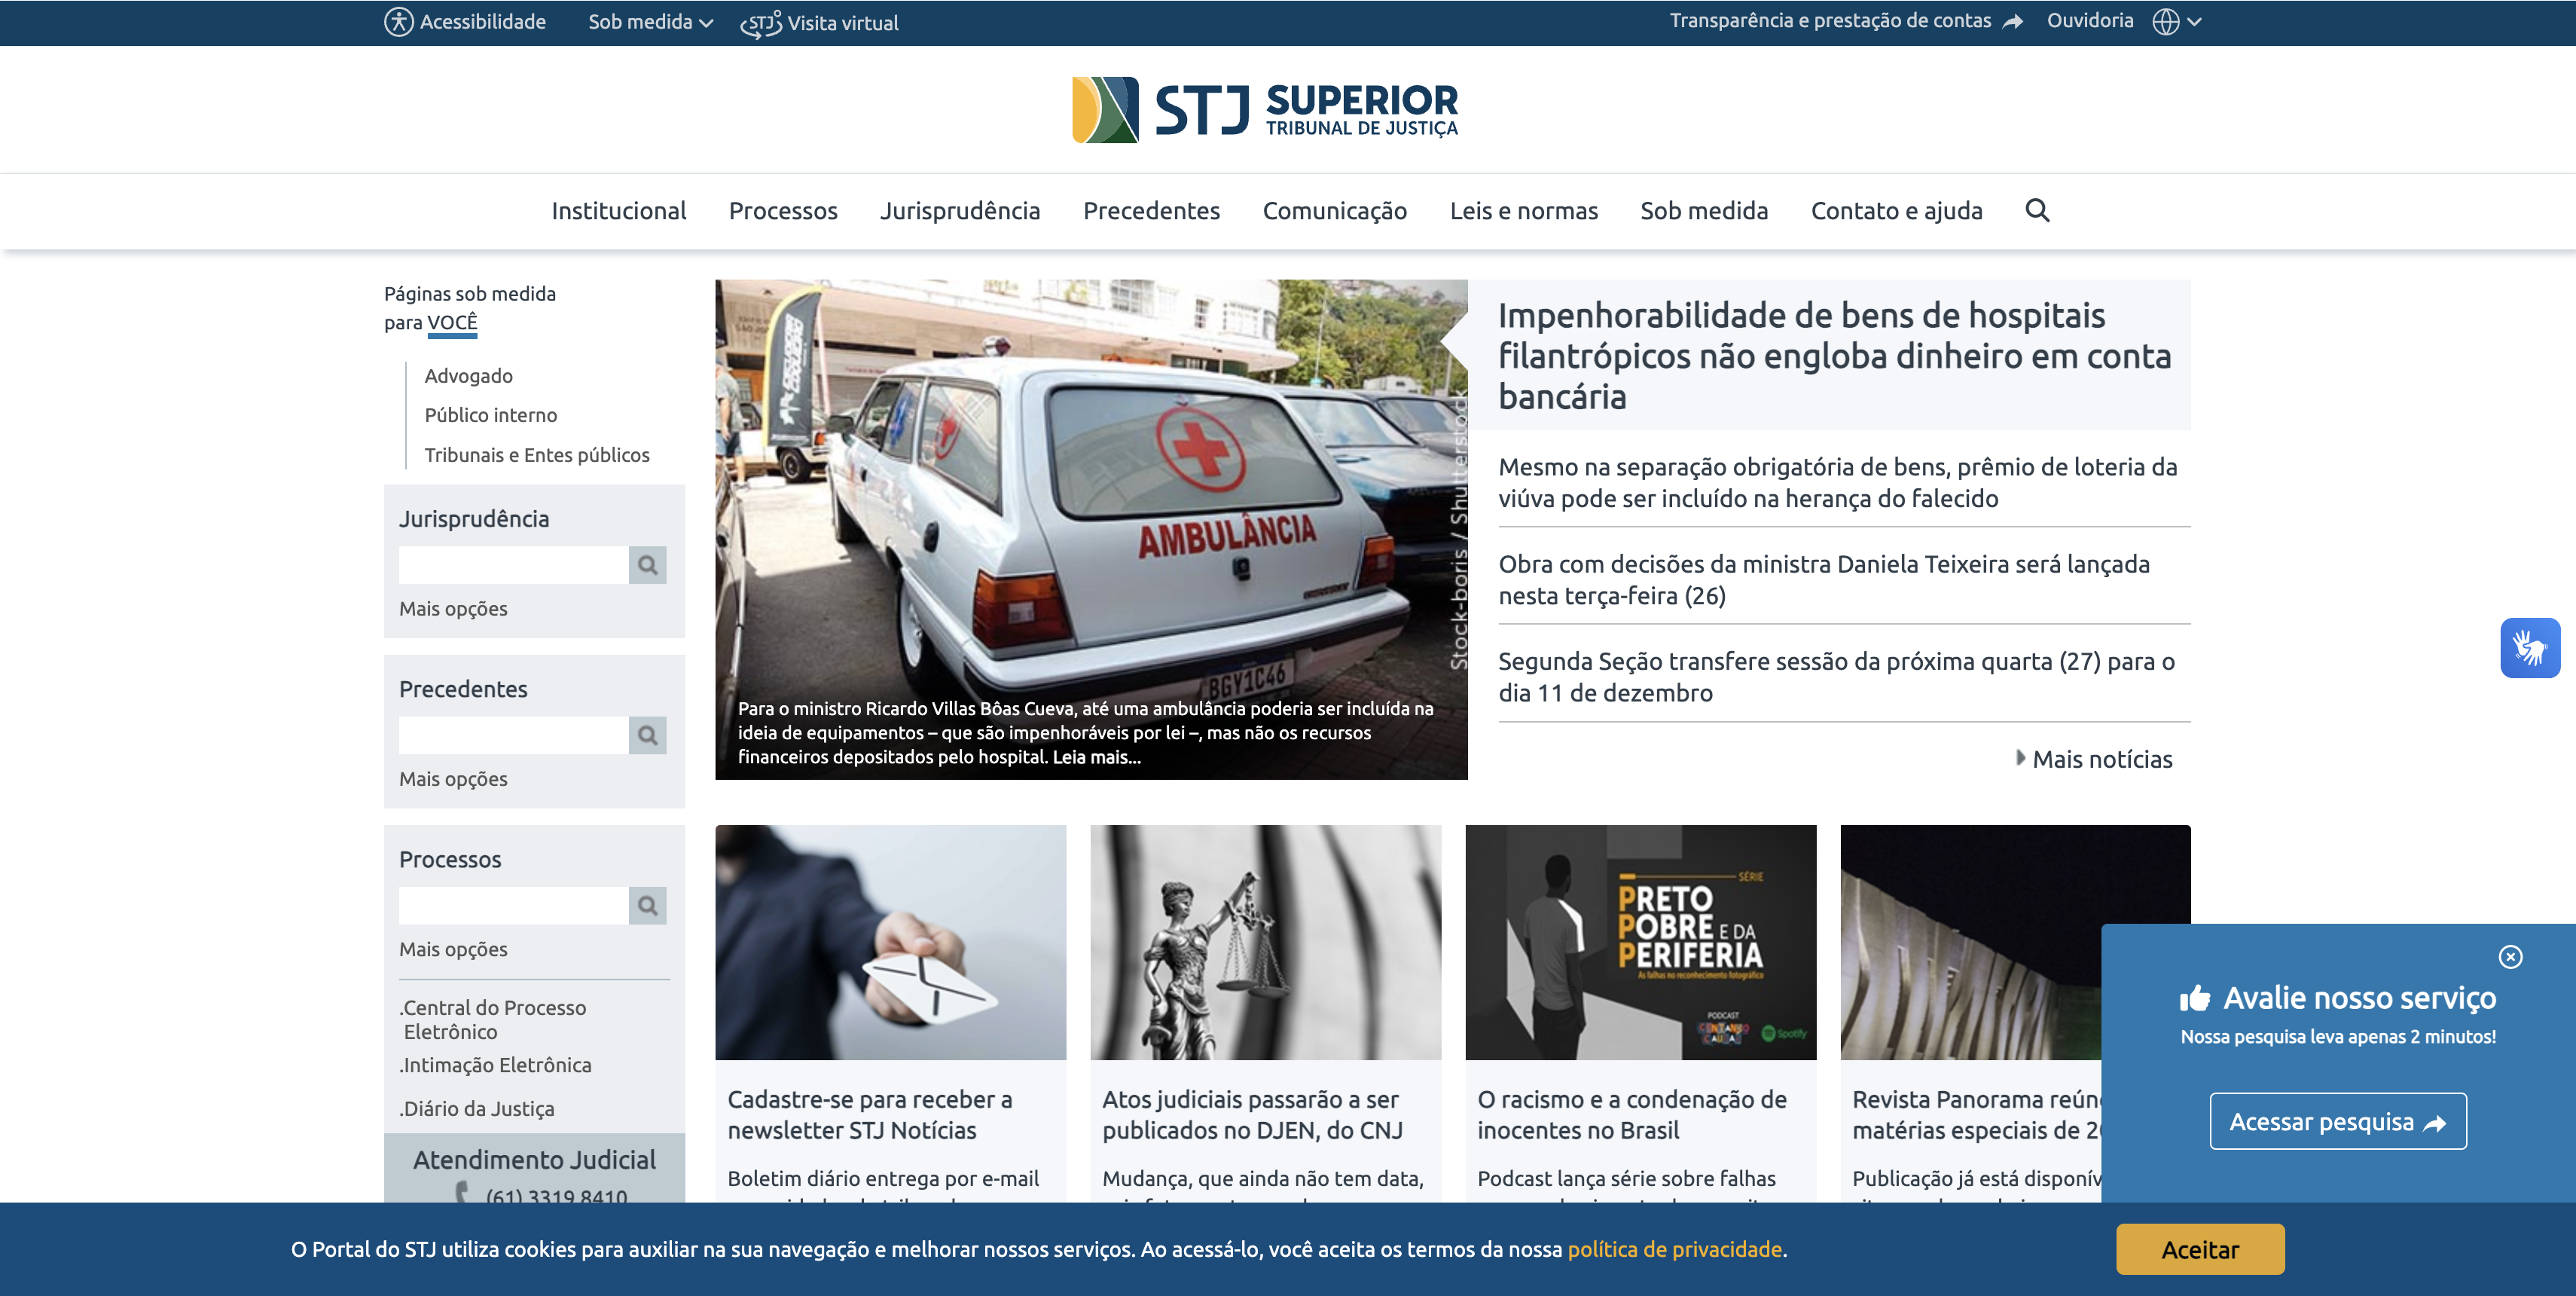 Acessibilidade
Sob medida
STJ
Visita virtual
Transparência e prestação de contas
Ouvidoria
STJ SUPERIOR
TRIBUNAL DE JUSTIÇA
Institucional
Processos
Jurisprudência
Precedentes
Comunicação
Leis e normas
Sob medida
Contato e ajuda
Páginas sob medida
para VOCÊ
Advogado
Público interno
Tribunais e Entes públicos
Jurisprudência
Mais opções
Precedentes
Mais opções
Processos
Mais opções
.Central do Processo
Eletrônico
.Intimação Eletrônica
.Diário da Justiça
Atendimento Judicial
(61) 3319 8410
AMBULÂNCIA
CHEVROLET
BGY1C46
Stock-boris / Shutterstock
Para o ministro Ricardo Villas Bôas Cueva, até uma ambulância poderia ser incluída na
ideia de equipamentos – que são impenhoráveis por lei –, mas não os recursos
financeiros depositados pelo hospital. Leia mais...
Impenhorabilidade de bens de hospitais
filantrópicos não engloba dinheiro em conta
bancária
Mesmo na separação obrigatória de bens, prêmio de loteria da
viúva pode ser incluído na herança do falecido
Obra com decisões da ministra Daniela Teixeira será lançada
nesta terça-feira (26)
Segunda Seção transfere sessão da próxima quarta (27) para o
dia 11 de dezembro
Mais notícias
Cadastre-se para receber a
newsletter STJ Notícias
Boletim diário entrega por e-mail
Atos judiciais passarão a ser
publicados no DJEN, do CNJ
Mudança, que ainda não tem data,
SÉRIE
PRETO
POBRE E DA
PERIFERIA
As falhas no reconhecimento fotográfico
PODCAST
Spotify
O racismo e a condenação de
inocentes no Brasil
Podcast lança série sobre falhas
Revista Panorama reún
matérias especiais de 2
Publicação já está disponív
Avalie nosso serviço
Nossa pesquisa leva apenas 2 minutos!
Acessar pesquisa
O Portal do STJ utiliza cookies para auxiliar na sua navegação e melhorar nossos serviços. Ao acessá-lo, você aceita os termos da nossa política de privacidade.
Aceitar